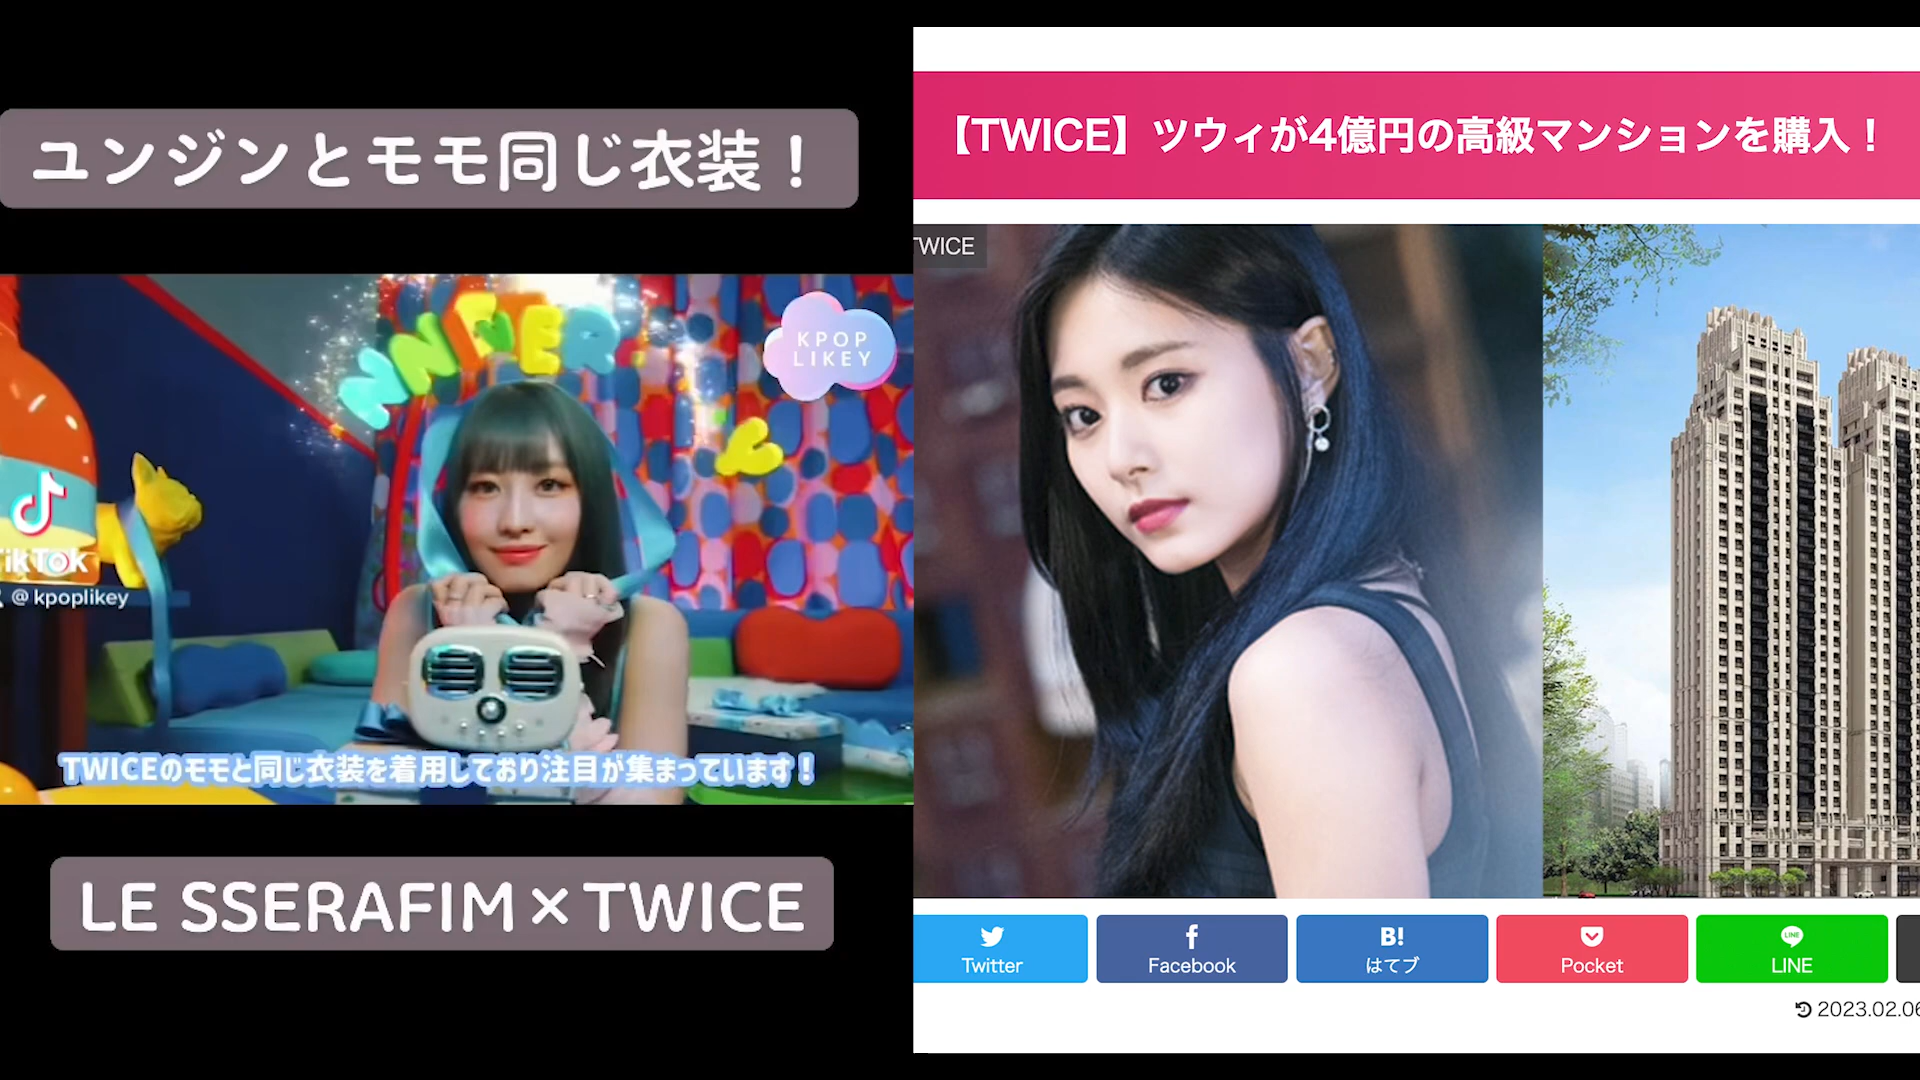 ユンジンとモモ同じ衣装！
KPOP
LIKEY
TikTok
@kpoplikey
TWICEのモモと同じ衣装を着用しており注目が集まっています！
LE SSERAFIM×TWICE
【TWICE】ツウィが4億円の高級マンションを購入！
TWICE
Twitter
Facebook
B!
はてブ
Pocket
LINE
LINE
2023.02.06